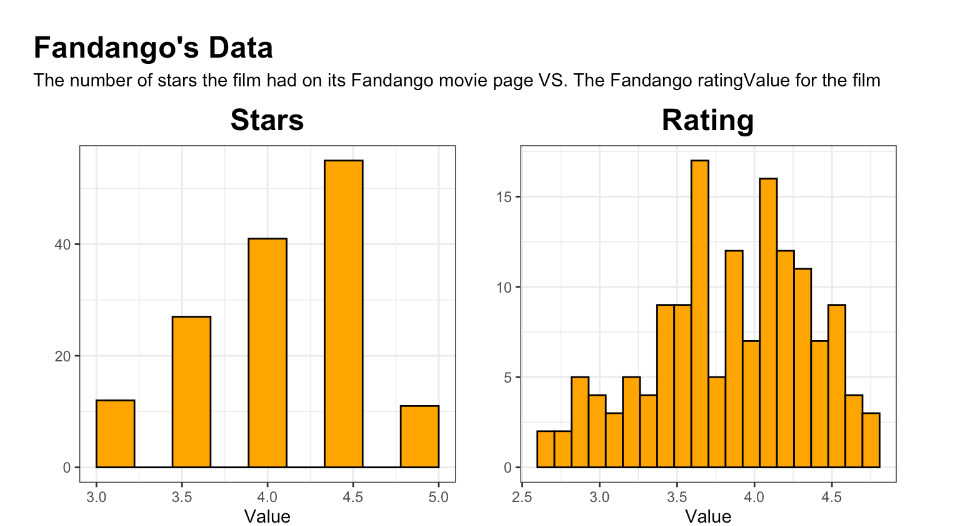 Fandango's Data
The number of stars the film had on its Fandango movie page VS. The Fandango ratingValue for the film
Stars
40
20
0
3.0 3.5 4.0 4.5 5.0
Value
Rating
15
10
5
0
2.5 3.0 3.5 4.0 4.5
Value